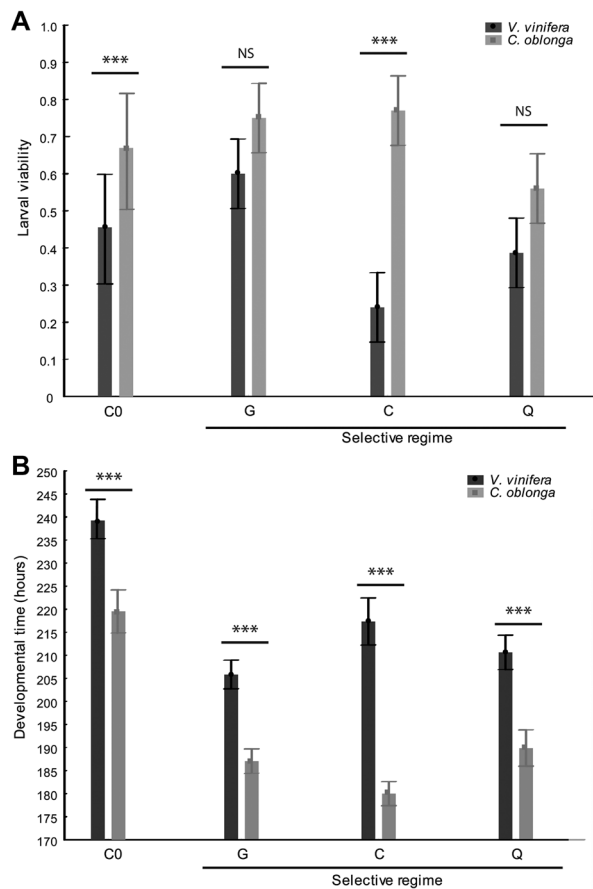 A
V. vinifera
C. oblonga
***
NS
***
NS
Larval viability
1.0
0.9
0.8
0.7
0.6
0.5
0.4
0.3
0.2
0.1
0
C0
G
C
Q
Selective regime
B
V. vinifera
C. oblonga
***
***
***
***
Developmental time (hours)
250
245
240
235
230
225
220
215
210
205
200
195
190
185
180
175
170
C0
G
C
Q
Selective regime